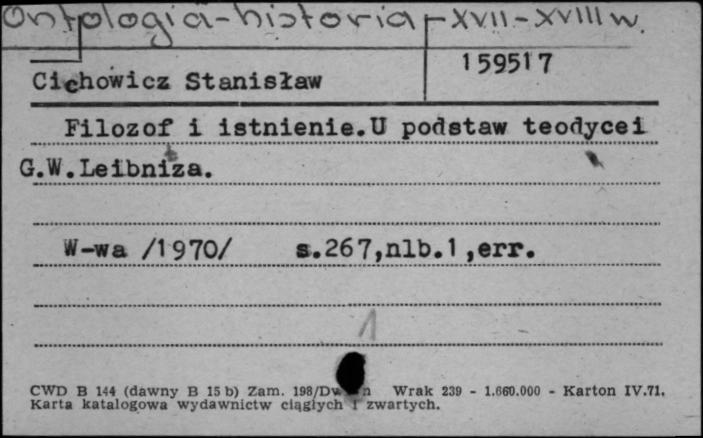 Ontologia-historia-XVII-XVIII w.
159517
Cichowicz Stanisław
Filozof i istnienie.U podstaw teodycei
G.W.Leibniza.
W-wa /1970/ s.267,nlb.1,err.
1
CWD B 144 (dawny B 15 b) Zam. 198/Dw Wrak 239 - 1.660.000 - Karton IV.71.
Karta katalogowa wydawnictw ciągłych i zwartych.